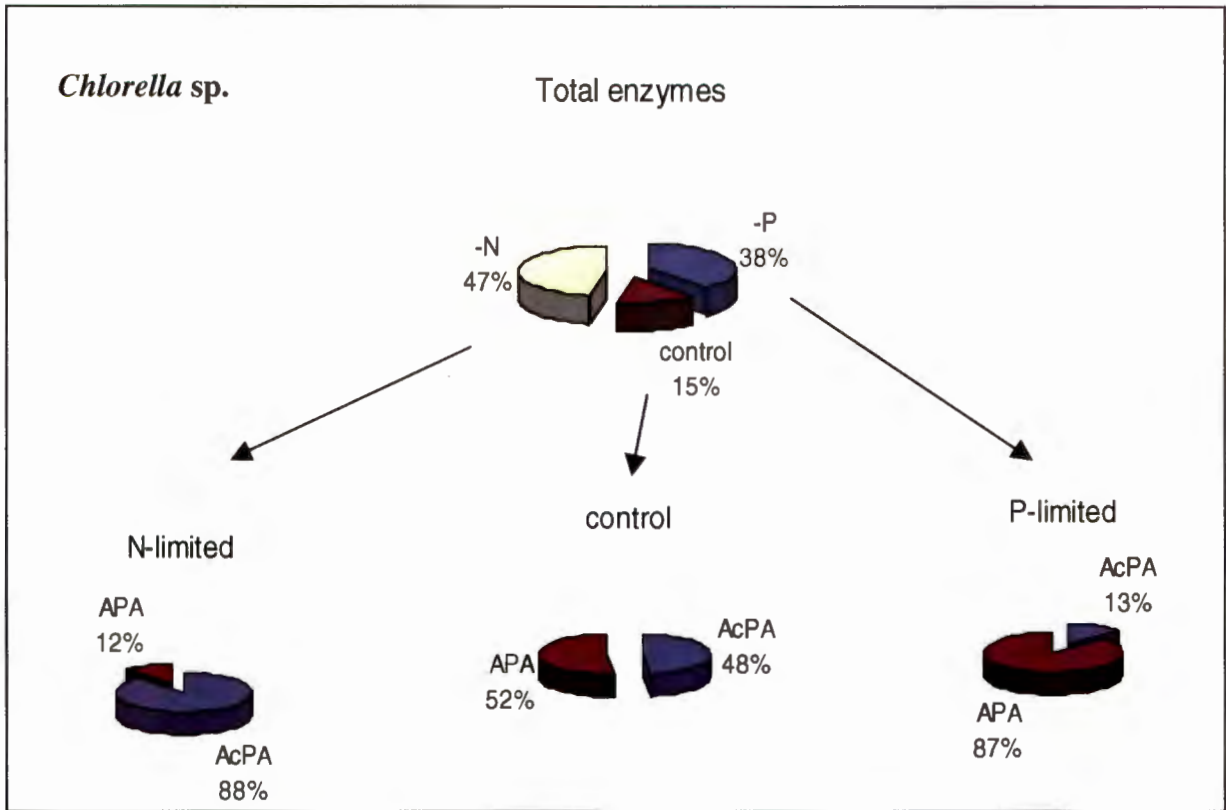 Chlorella sp.
Total enzymes
-N
47%
-P
38%
control
15%
N-limited
APA
12%
AcPA
88%
control
APA
52%
AcPA
48%
P-limited
AcPA
13%
APA
87%